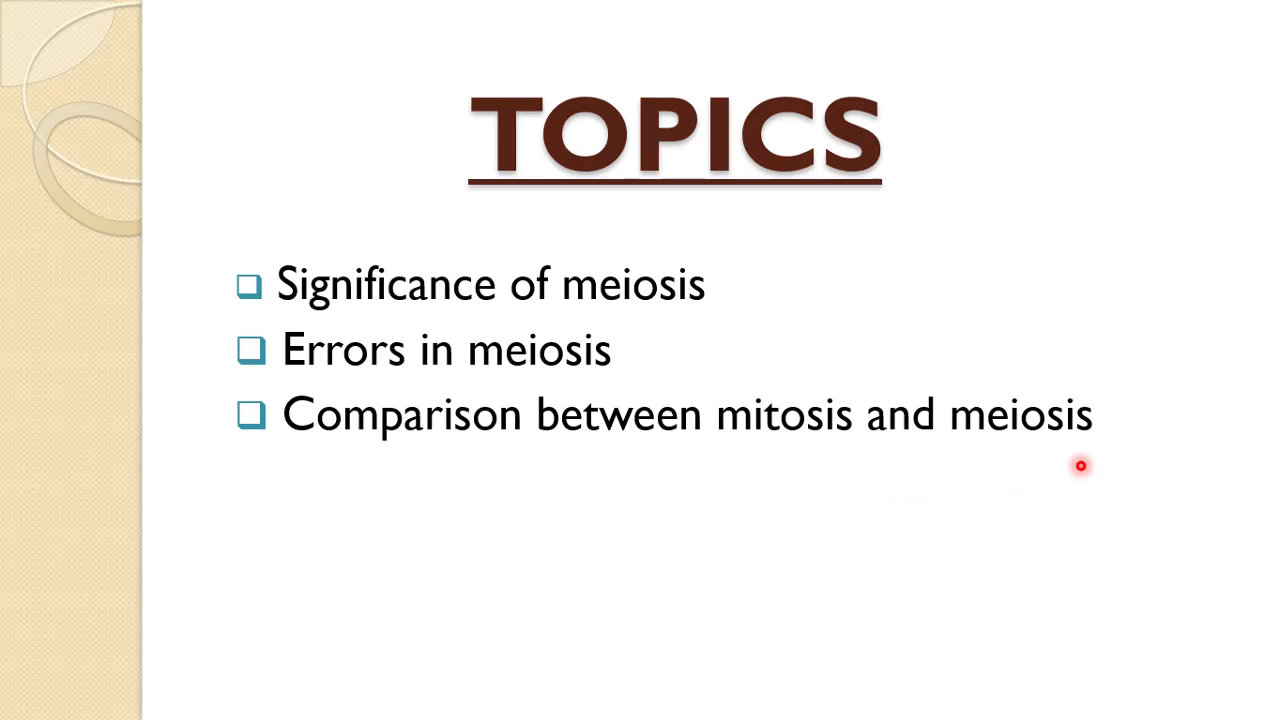 TOPICS
Significance of meiosis
Errors in meiosis
Comparison between mitosis and meiosis